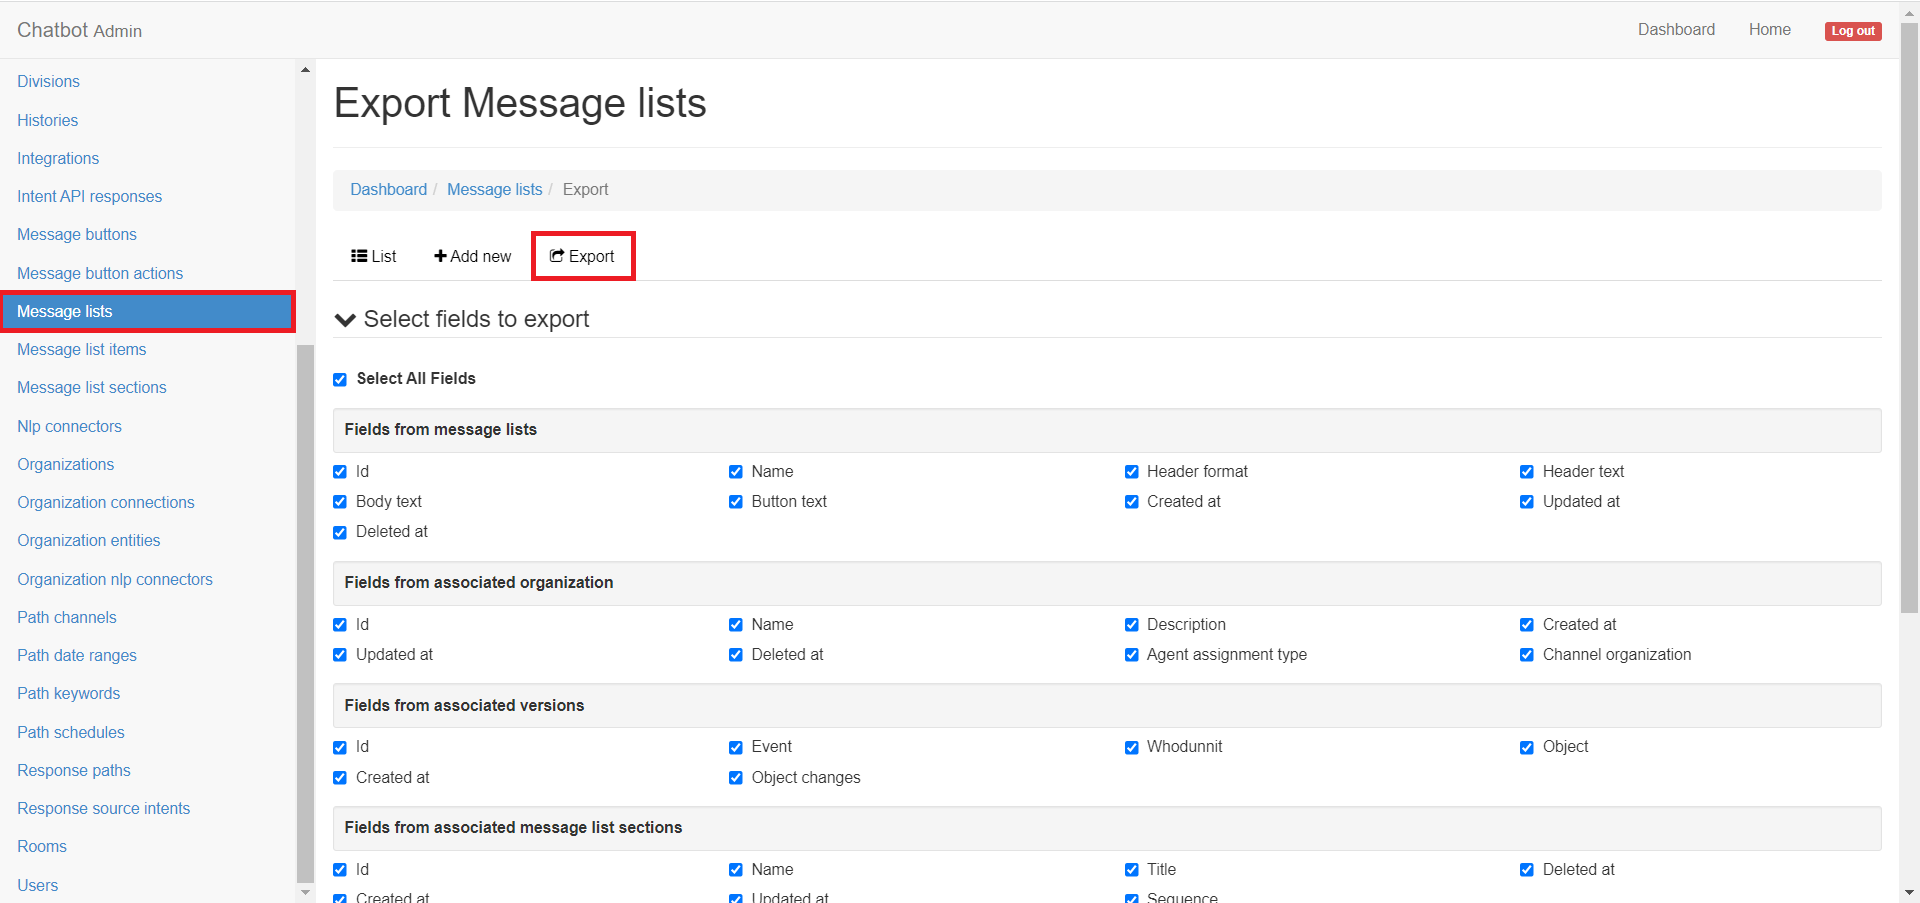 Chatbot Admin
Dashboard
Home
Log out
Divisions
Histories
Integrations
Intent API responses
Message buttons
Message button actions
Message lists
Message list items
Message list sections
Nlp connectors
Organizations
Organization connections
Organization entities
Organization nlp connectors
Path channels
Path date ranges
Path keywords
Path schedules
Response paths
Response source intents
Rooms
Users
Export Message lists
Dashboard / Message lists / Export
List
Add new
Export
Select fields to export
Select All Fields
Fields from message lists
Id Name Header format Header text
Body text Button text Created at Updated at
Deleted at
Fields from associated organization
Id Name Description Created at
Updated at Deleted at Agent assignment type Channel organization
Fields from associated versions
Id Event Whodunnit Object
Created at Object changes
Fields from associated message list sections
Id Name Title Deleted at
Created at Updated at Sequence